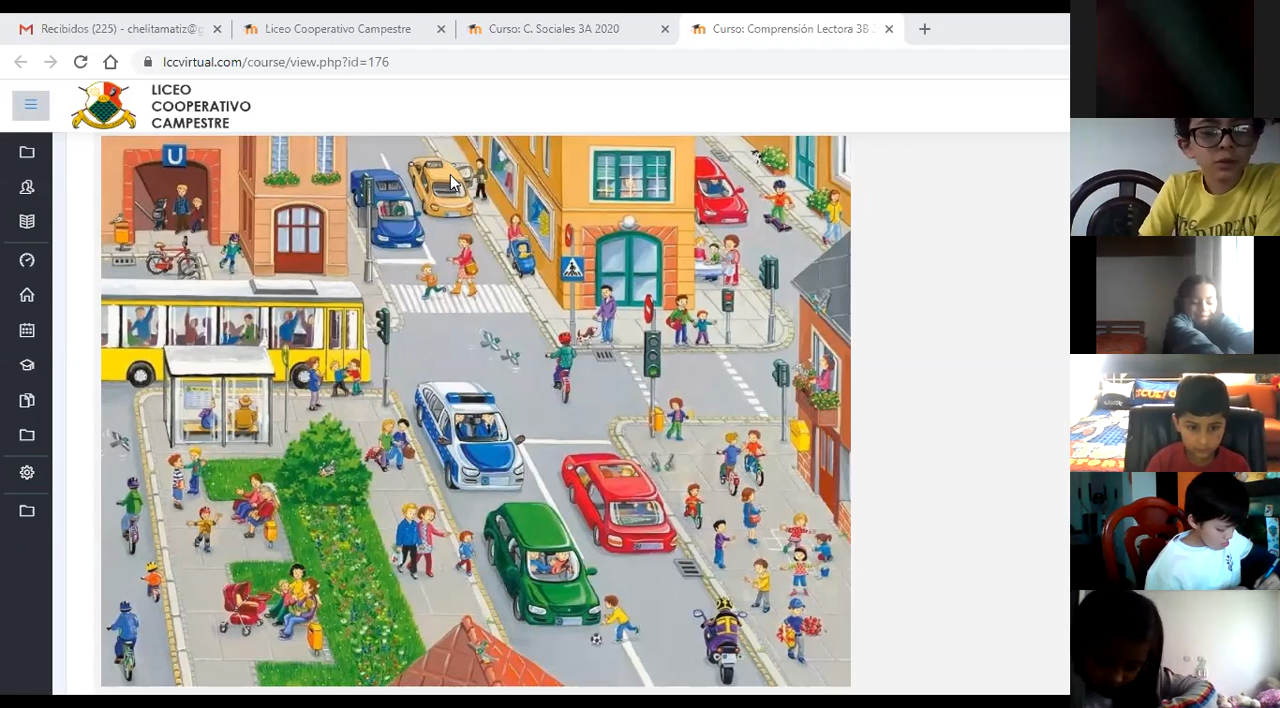 Recibidos (225) - chelitamatiz@g
Liceo Cooperativo Campestre
Curso: C. Sociales 3A 2020
Curso: Comprensión Lectora 3B
lccvirtual.com/course/view.php?id=176
LICEO
COOPERATIVO
CAMPESTRE
U